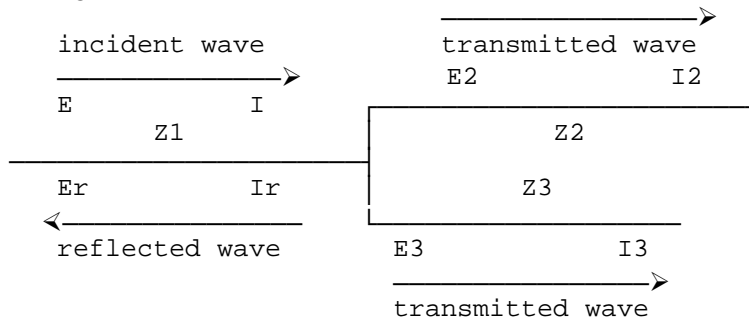 incident wave transmitted wave
E2 I2
E I
Z1 Z2
Er Ir Z3
reflected wave E3 I3
transmitted wave